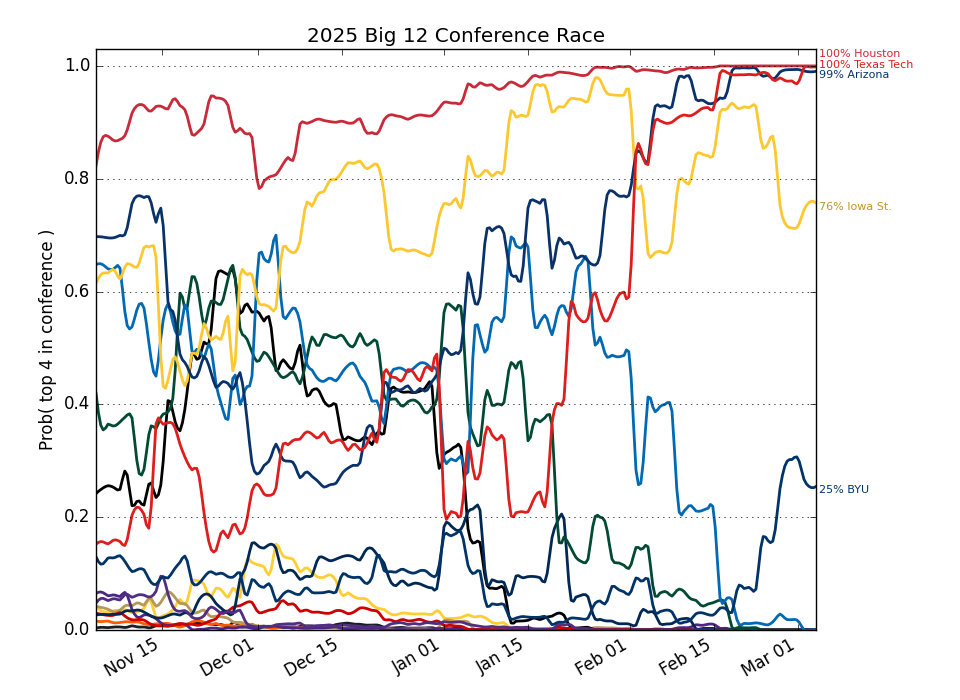 2025 Big 12 Conference Race
Prob( top 4 in conference )
1.0
0.8
0.6
0.4
0.2
0.0
Nov 15
Dec 01
Dec 15
Jan 01
Jan 15
Feb 01
Feb 15
Mar 01
100% Houston
100% Texas Tech
99% Arizona
76% Iowa St.
25% BYU